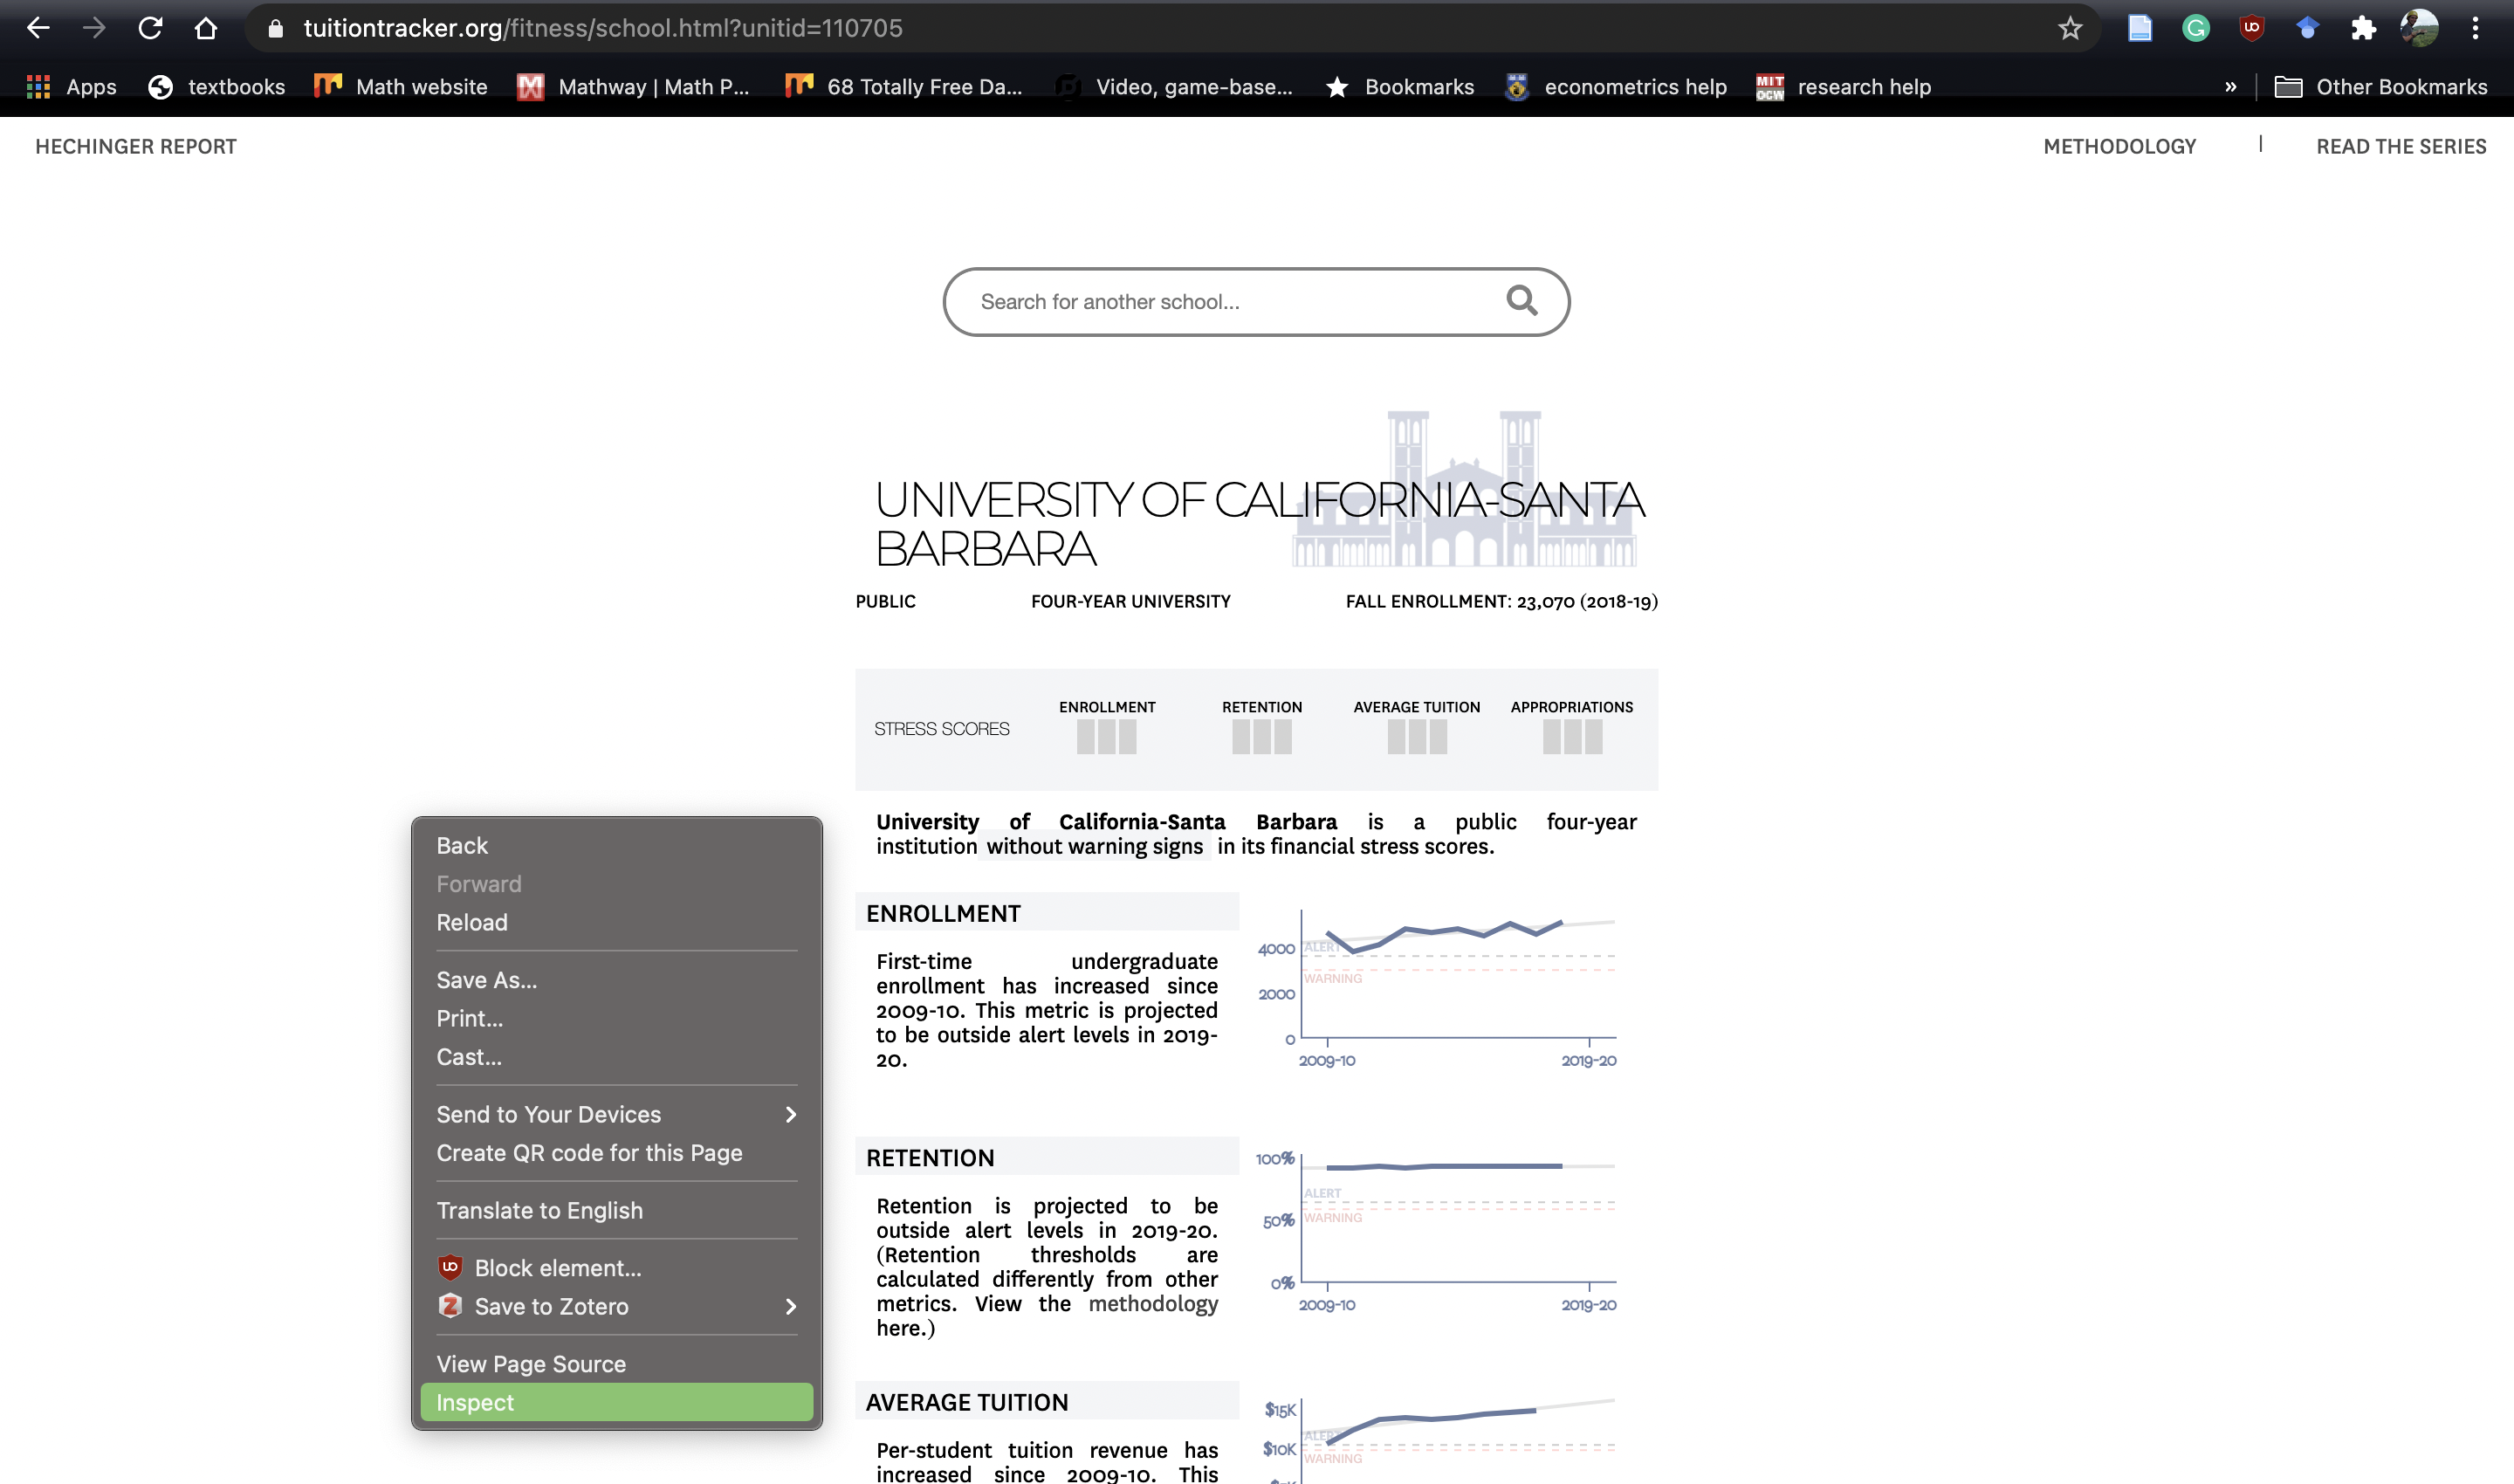 tuitiontracker.org/fitness/school.html?unitid=110705
Apps textbooks Math website Mathway | Math P... 68 Totally Free Da... Video, game-base... Bookmarks econometrics help MIT OCW research help » Other Bookmarks
HECHINGER REPORT METHODOLOGY | READ THE SERIES
Search for another school...
UNIVERSITY OF CALIFORNIA-SANTA
BARBARA
PUBLIC FOUR-YEAR UNIVERSITY FALL ENROLLMENT: 23,070 (2018-19)
STRESS SCORES
ENROLLMENT RETENTION AVERAGE TUITION APPROPRIATIONS
University of California-Santa Barbara is a public four-year
institution without warning signs in its financial stress scores.
ENROLLMENT
First-time undergraduate
enrollment has increased since
2009-10. This metric is projected
to be outside alert levels in 2019-
20.
4000
2000
0
ALERT
WARNING
2009-10 2019-20
RETENTION
Retention is projected to be
outside alert levels in 2019-20.
(Retention thresholds are
calculated differently from other
metrics. View the methodology
here.)
100%
50%
0%
ALERT
WARNING
2009-10 2019-20
AVERAGE TUITION
Per-student tuition revenue has
increased since 2009-10. This
$15K
$10K
ALERT
WARNING
Back
Forward
Reload
Save As...
Print...
Cast...
Send to Your Devices
Create QR code for this Page
Translate to English
Block element...
Save to Zotero
View Page Source
Inspect